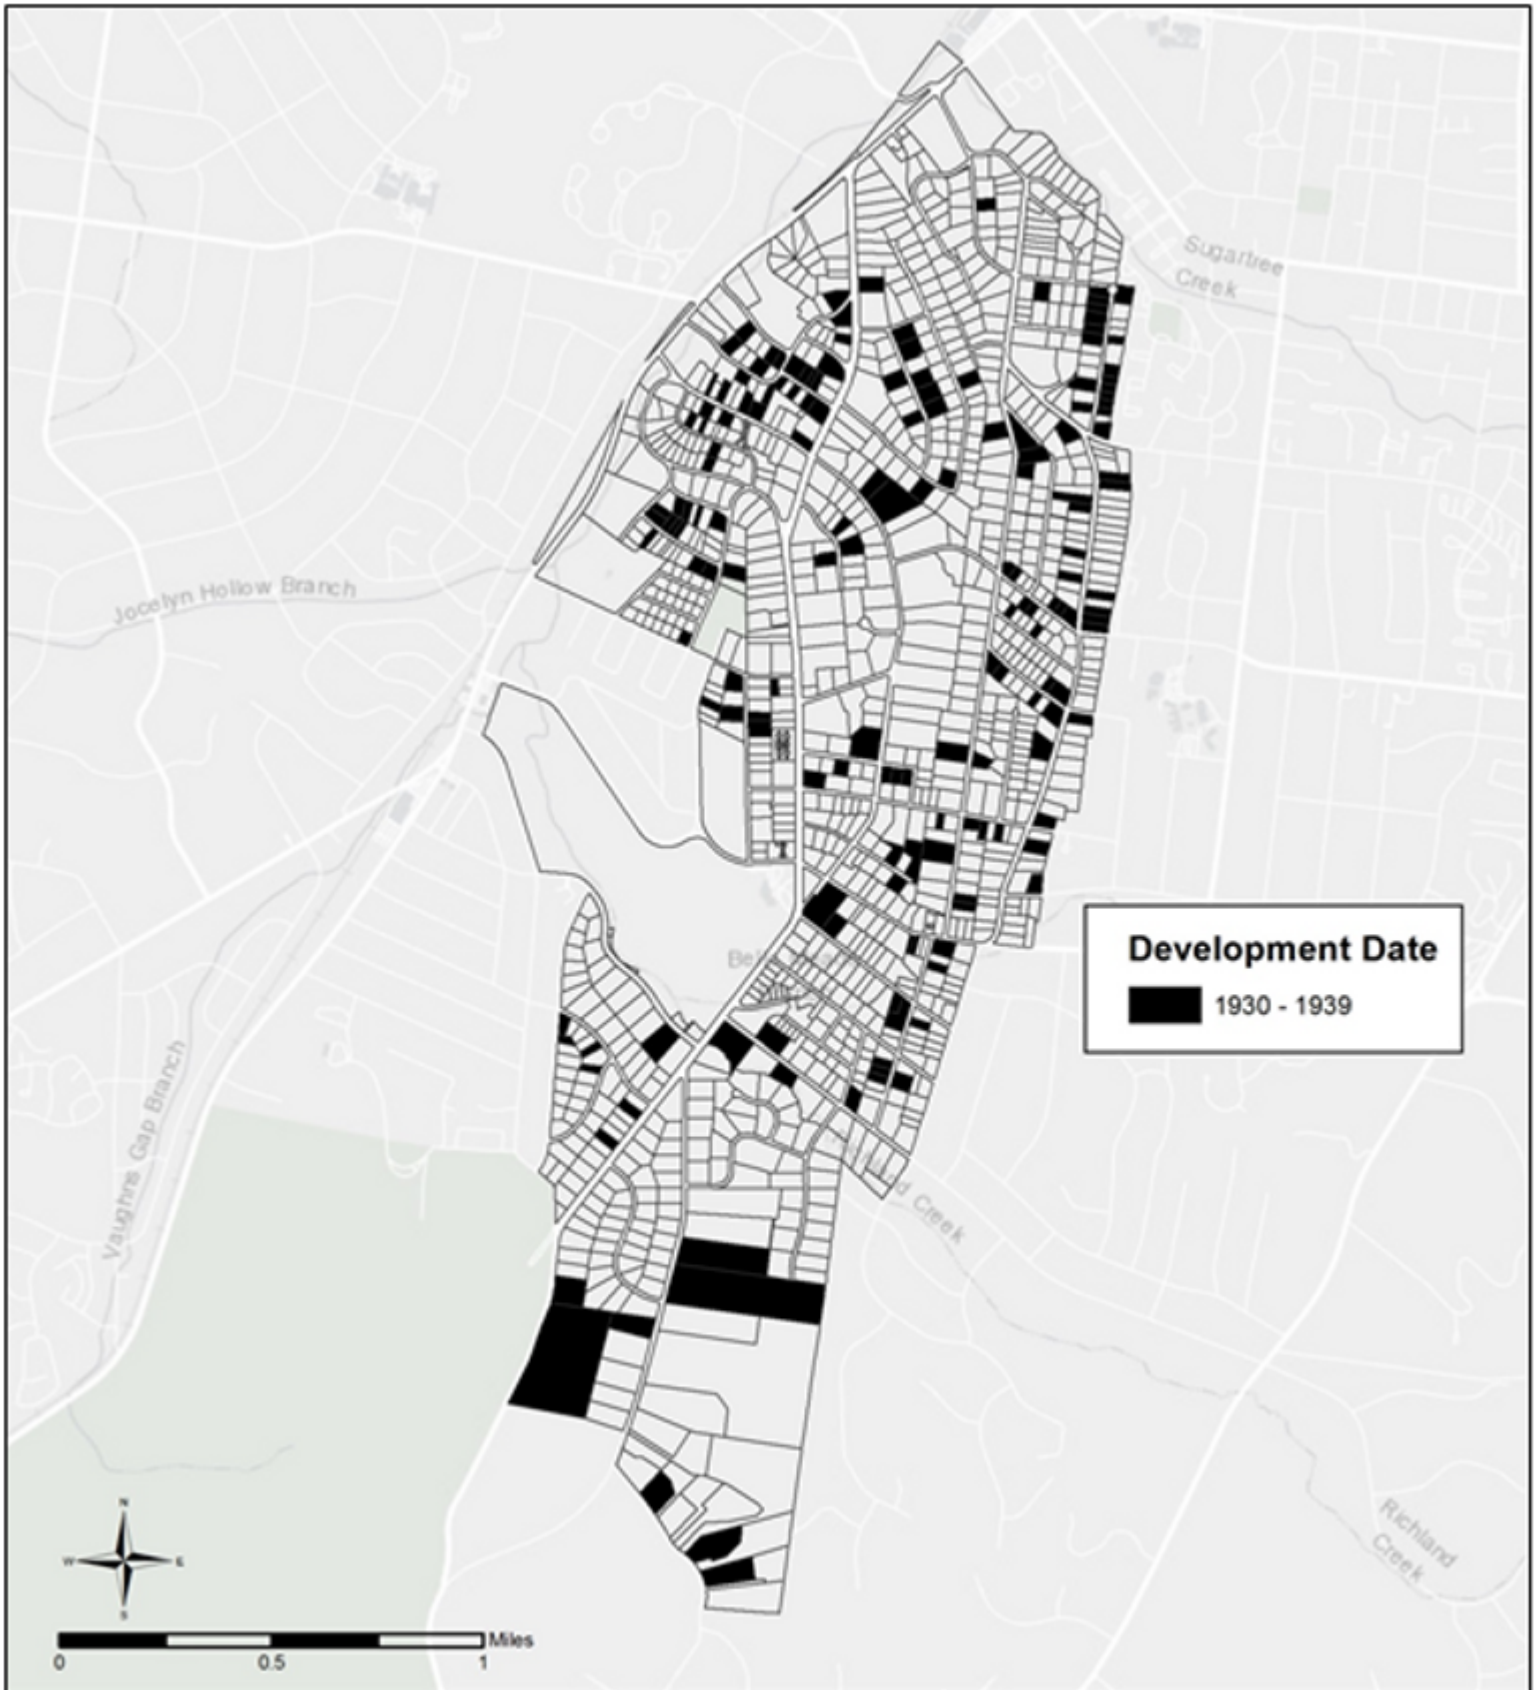 Sugartree
Creek
Jocelyn Hollow Branch
Development Date
1930 - 1939
Vaughns Gap Branch
Creek
Richland
Creek
N
W
E
S
Miles
0
0.5
1